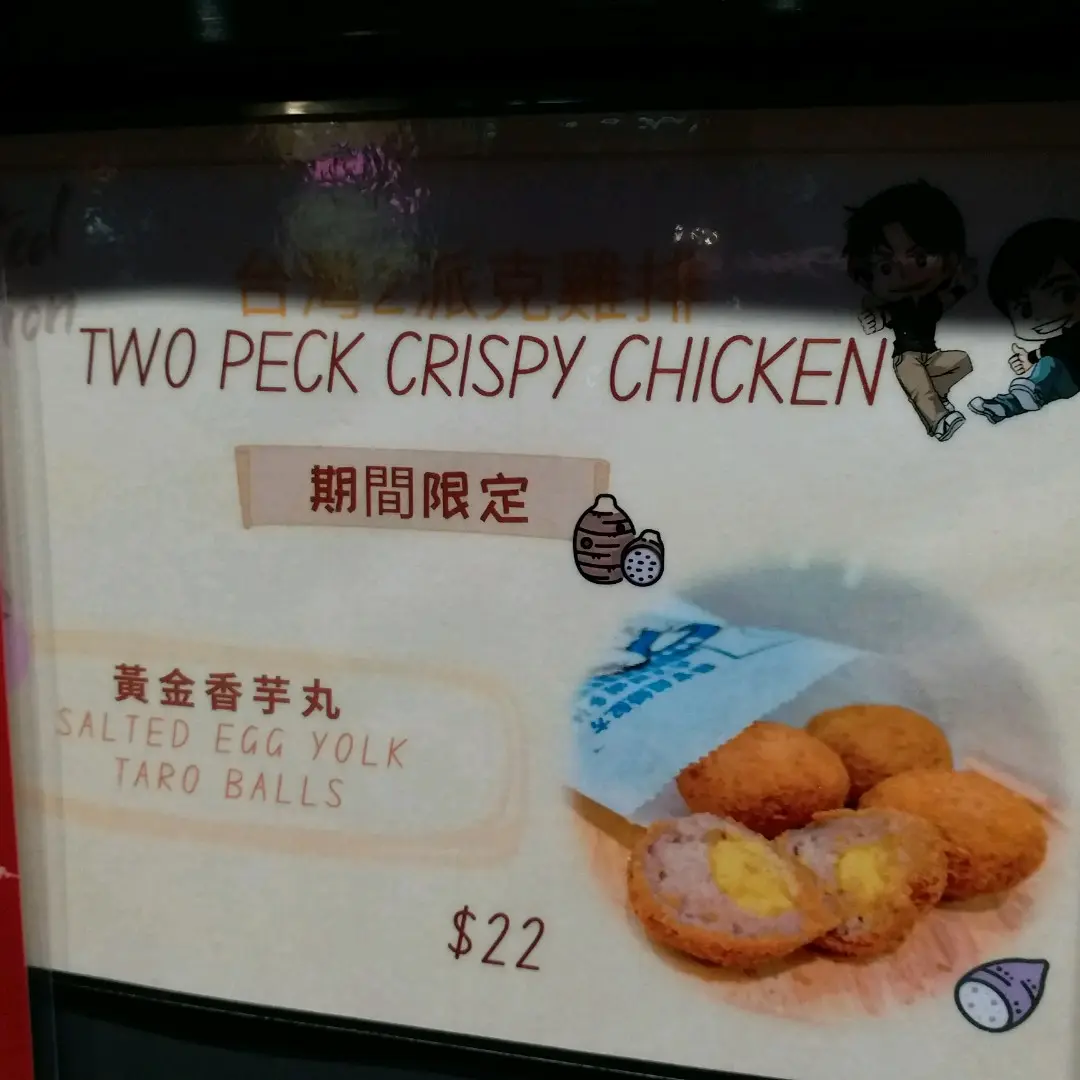 台灣2派克雞排
TWO PECK CRISPY CHICKEN
期間限定
黃金香芋丸
SALTED EGG YOLK
TARO BALLS
$22